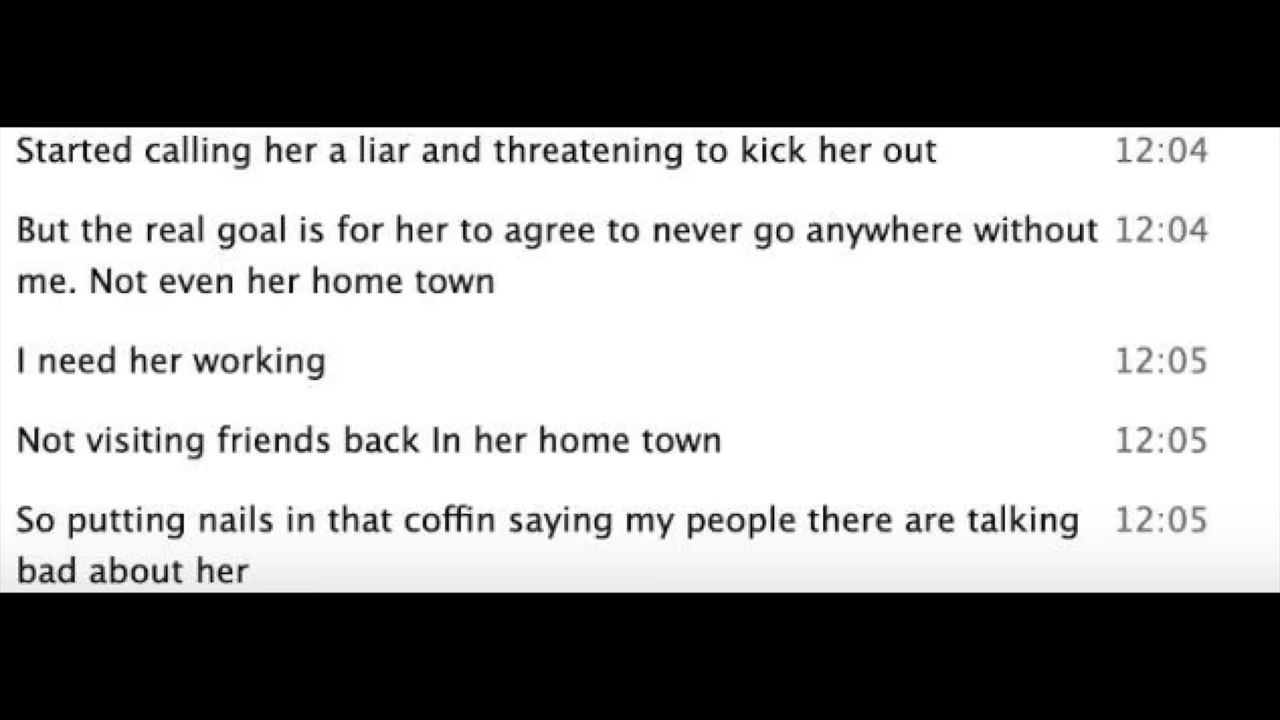 Started calling her a liar and threatening to kick her out 12:04
But the real goal is for her to agree to never go anywhere without 12:04
me. Not even her home town
I need her working 12:05
Not visiting friends back In her home town 12:05
So putting nails in that coffin saying my people there are talking 12:05
bad about her